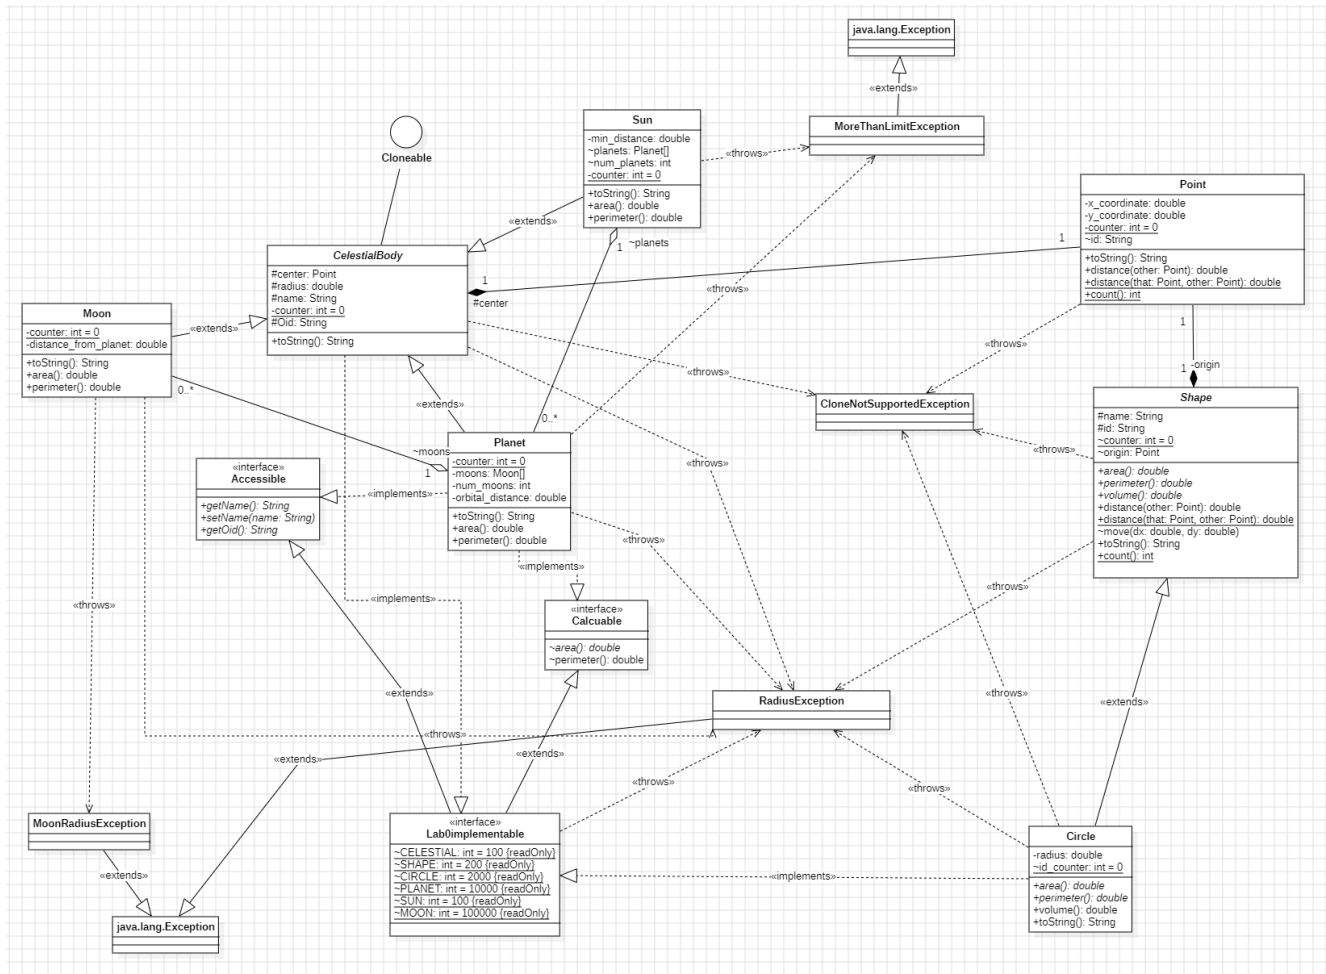 java.lang.Exception
«extends»
MoreThanLimitException
Sun
-min_distance: double
~planets: Planet[]
~num_planets: int
-counter: int = 0
+toString(): String
+area(): double
+perimeter(): double
«throws»
Cloneable
«extends»
1
~planets
Point
-x_coordinate: double
-y_coordinate: double
-counter: int = 0
~id: String
+toString(): String
+distance(other: Point): double
+distance(that: Point, other: Point): double
+count(): int
1
CelestialBody
#center: Point
#radius: double
#name: String
-counter: int = 0
#Oid: String
+toString(): String
1
#center
«throws»
Moon
-counter: int = 0
-distance_from_planet: double
+toString(): String
+area(): double
+perimeter(): double
«extends»
0..*
«throws»
1
1
-origin
«throws»
«extends»
0..*
CloneNotSupportedException
Shape
#name: String
#id: String
~counter: int = 0
~origin: Point
+area(): double
+perimeter(): double
+volume(): double
+distance(other: Point): double
+distance(that: Point, other: Point): double
~move(dx: double, dy: double)
+toString(): String
+count(): int
«throws»
Planet
-counter: int = 0
-moons: Moon[]
-num_moons: int
-orbital_distance: double
+toString(): String
+area(): double
+perimeter(): double
~moons
1
«throws»
«interface»
Accessible
+getName(): String
+setName(name: String)
+getOid(): String
«implements»
«throws»
«implements»
«throws»
«implements»
«throws»
«interface»
Calcuable
~area(): double
~perimeter(): double
«extends»
«throws»
«extends»
RadiusException
«throws»
«extends»
«extends»
«throws»
«throws»
MoonRadiusException
«interface»
Lab0implementable
~CELESTIAL: int = 100 {readOnly}
~SHAPE: int = 200 {readOnly}
~CIRCLE: int = 2000 {readOnly}
~PLANET: int = 10000 {readOnly}
~SUN: int = 100 {readOnly}
~MOON: int = 100000 {readOnly}
Circle
-radius: double
~id_counter: int = 0
+area(): double
+perimeter(): double
+volume(): double
+toString(): String
«implements»
«extends»
java.lang.Exception